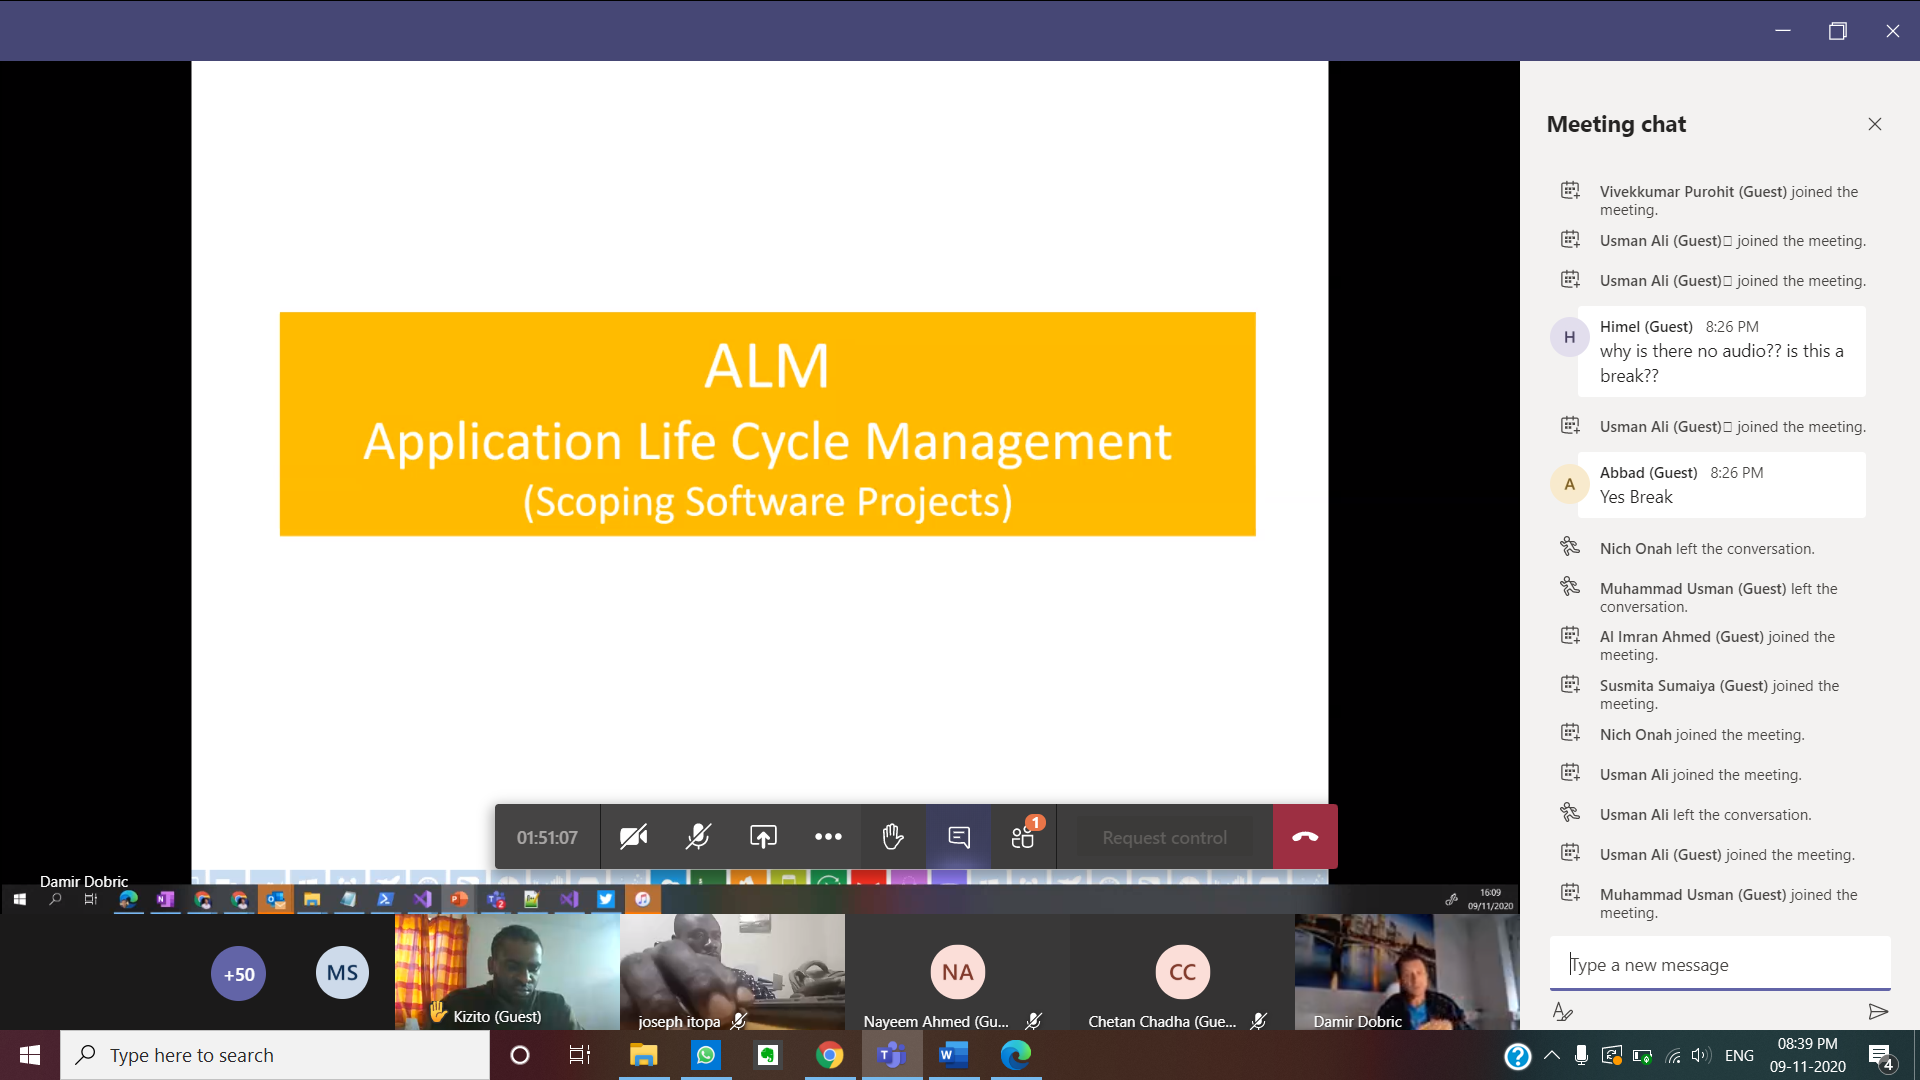 Meeting chat
Vivekkumar Purohit (Guest) joined the
meeting.
Usman Ali (Guest)□ joined the meeting.
Usman Ali (Guest)□ joined the meeting.
H
Himel (Guest) 8:26 PM
why is there no audio?? is this a
break??
Usman Ali (Guest)□ joined the meeting.
A
Abbad (Guest) 8:26 PM
Yes Break
Nich Onah left the conversation.
Muhammad Usman (Guest) left the
conversation.
Al Imran Ahmed (Guest) joined the
meeting.
Susmita Sumaiya (Guest) joined the
meeting.
Nich Onah joined the meeting.
Usman Ali joined the meeting.
Usman Ali left the conversation.
Usman Ali (Guest) joined the meeting.
Muhammad Usman (Guest) joined the
meeting.
Type a new message
ALM
Application Life Cycle Management
(Scoping Software Projects)
01:51:07
1
Request control
Damir Dobric
16:09
09/11/2020
+50
MS
Kizito (Guest)
joseph itopa
NA
Nayeem Ahmed (Gu...
CC
Chetan Chadha (Gue...
Damir Dobric
Type here to search
ENG
08:39 PM
09-11-2020
4